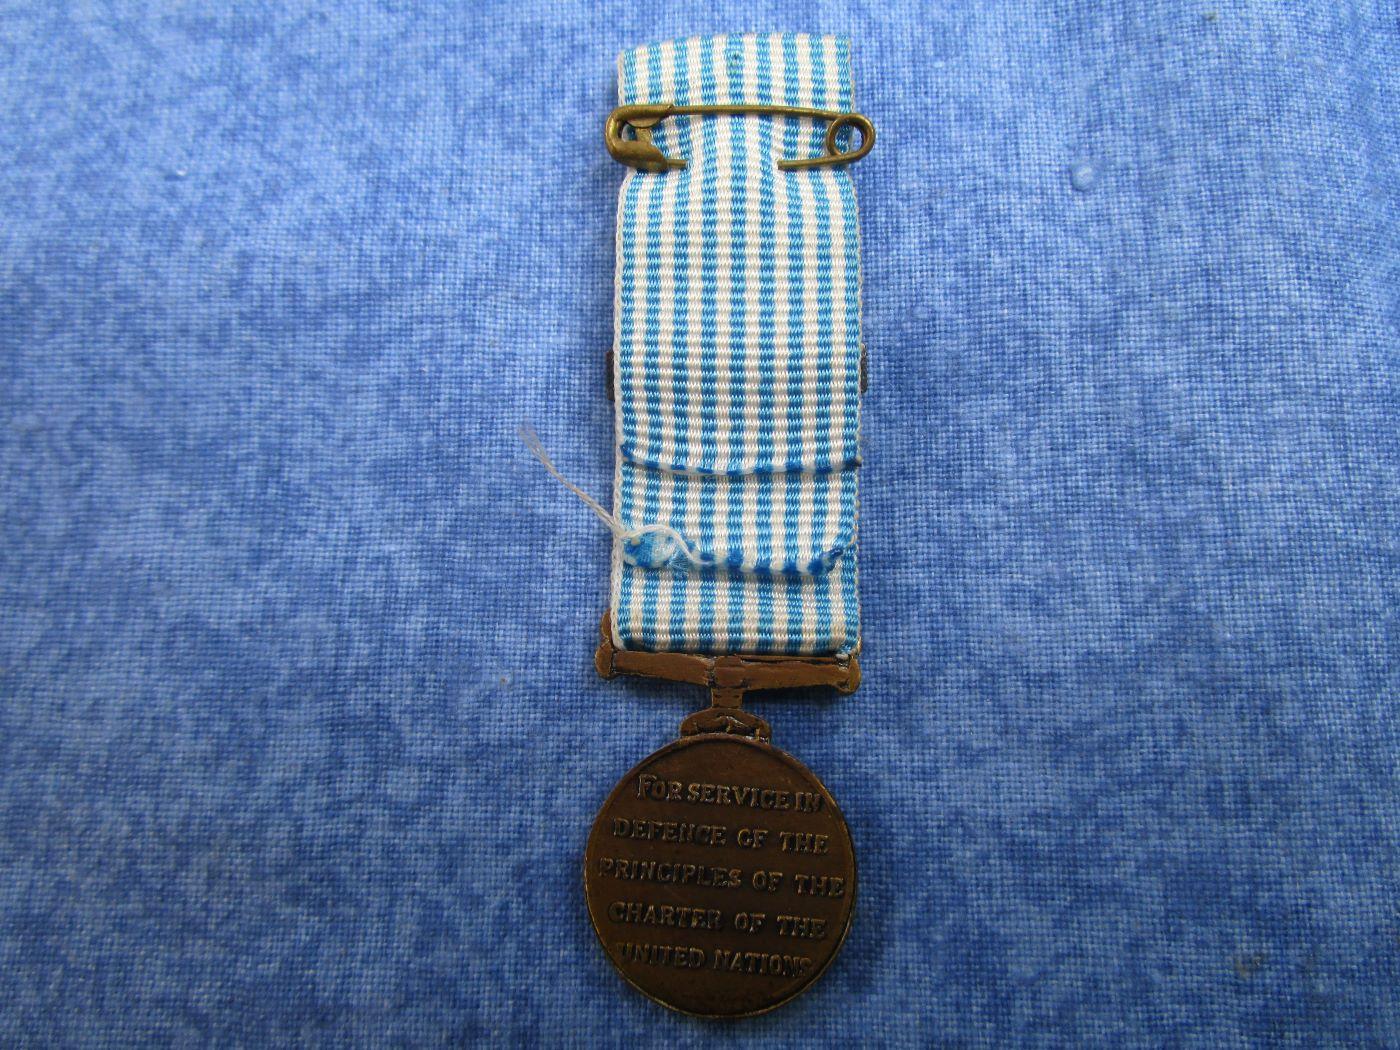 FOR SERVICE IN
DEFENCE OF THE
PRINCIPLES OF THE
CHARTER OF THE
UNITED NATIONS